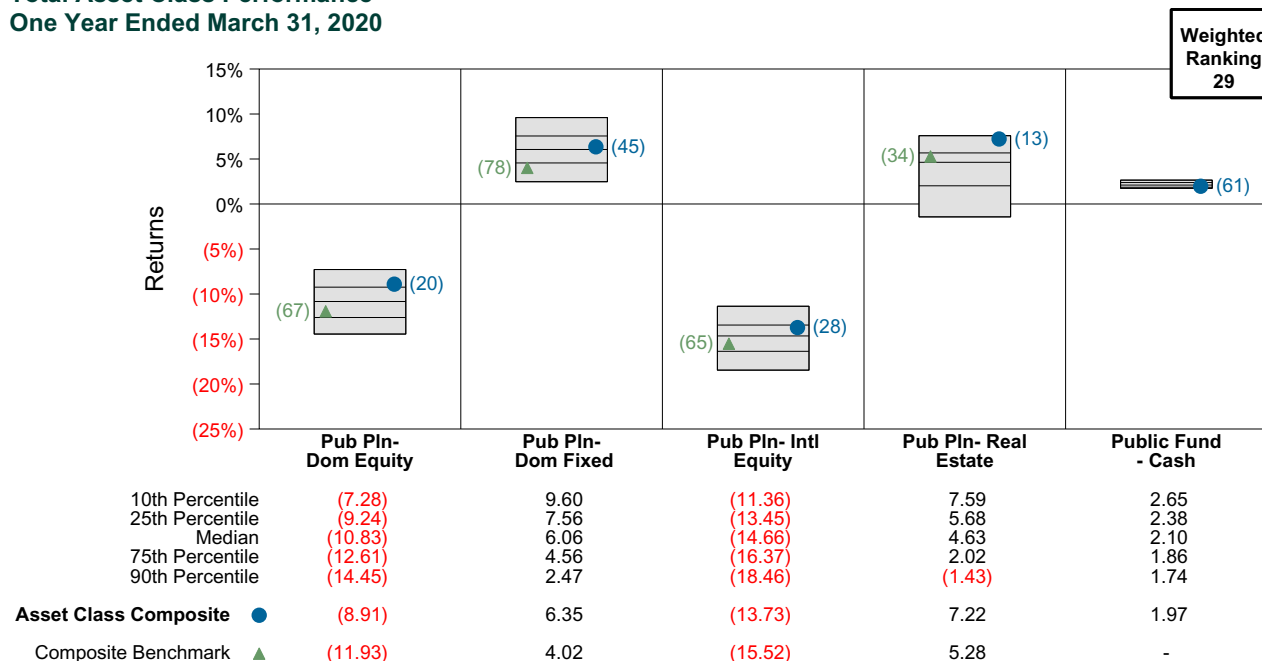 Total Asset Class Performance
One Year Ended March 31, 2020
Weighted
Ranking
29
15%
10%
5%
0%
(5%)
(10%)
(15%)
(20%)
(25%)
Returns
(67) (20)
(78) (45)
(65) (28)
(34) (13)
(61)
Pub Pln- Pub Pln- Pub Pln- Intl Pub Pln- Real Public Fund
Dom Equity Dom Fixed Equity Estate - Cash
10th Percentile (7.28) 9.60 (11.36) 7.59 2.65
25th Percentile (9.24) 7.56 (13.45) 5.68 2.38
Median (10.83) 6.06 (14.66) 4.63 2.10
75th Percentile (12.61) 4.56 (16.37) 2.02 1.86
90th Percentile (14.45) 2.47 (18.46) (1.43) 1.74
Asset Class Composite (8.91) 6.35 (13.73) 7.22 1.97
Composite Benchmark (11.93) 4.02 (15.52) 5.28 -